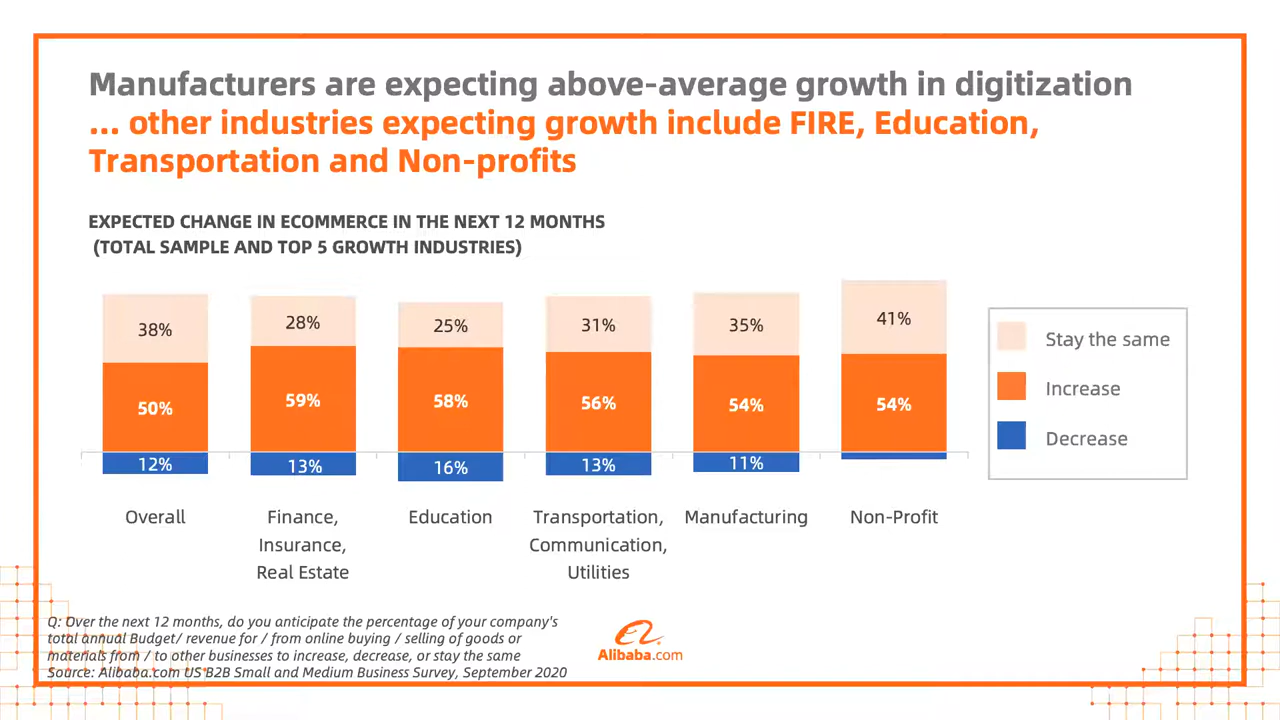 Manufacturers are expecting above-average growth in digitization
... other industries expecting growth include FIRE, Education,
Transportation and Non-profits
EXPECTED CHANGE IN ECOMMERCE IN THE NEXT 12 MONTHS
(TOTAL SAMPLE AND TOP 5 GROWTH INDUSTRIES)
38%
28%
25%
31%
35%
41%
50%
59%
58%
56%
54%
54%
12%
13%
16%
13%
11%
Stay the same
Increase
Decrease
Overall
Finance,
Insurance,
Real Estate
Education
Transportation,
Communication,
Utilities
Manufacturing
Non-Profit
Q: Over the next 12 months, do you anticipate the percentage of your company's
total annual Budget/ revenue for / from online buying / selling of goods or
materials from / to other businesses to increase, decrease, or stay the same
Source: Alibaba.com US B2B Small and Medium Business Survey, September 2020
Alibaba.com